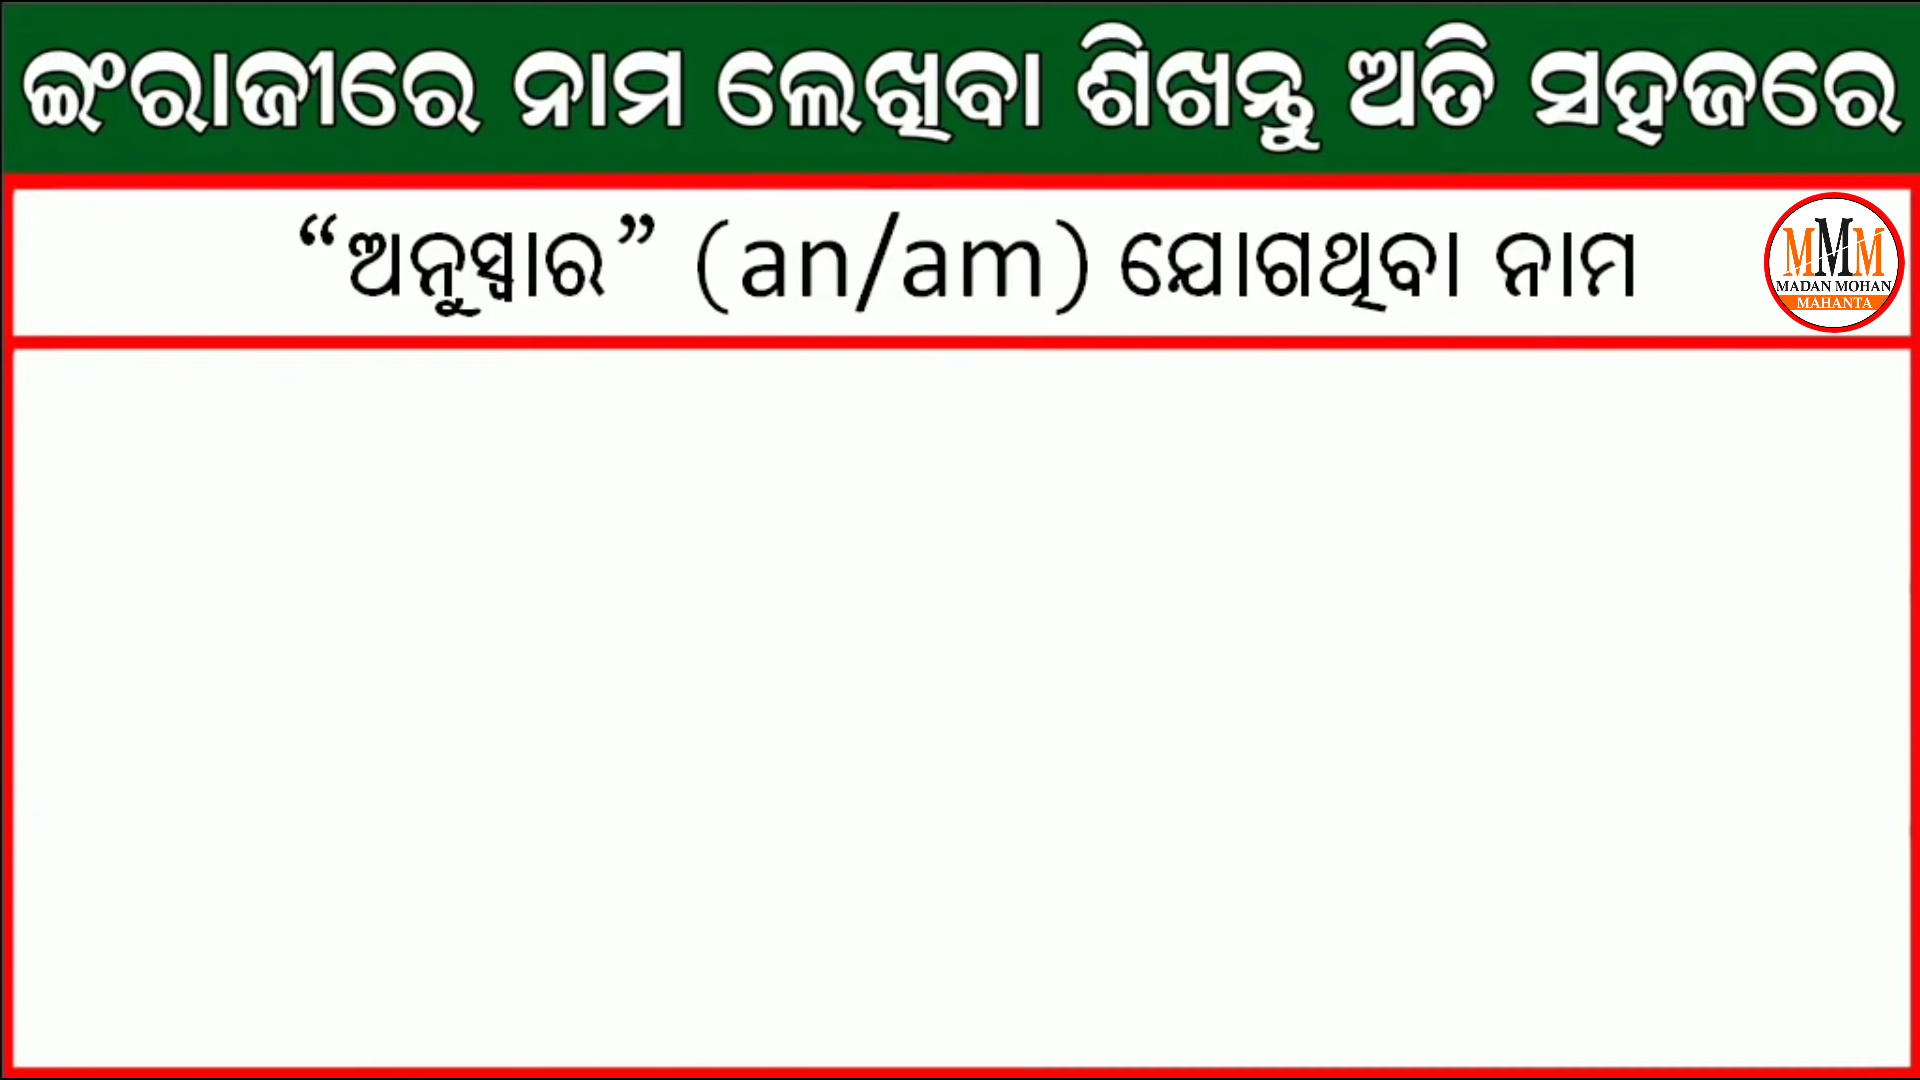 ଇଂରାଜୀରେ ନାମ ଲେଖିବା ଶିଖନ୍ତୁ ଅତି ସହଜରେ
“ଅନୁସ୍ୱାର” (an/am) ଯୋଗଥିବା ନାମ
MMM
MADAN MOHAN
MAHANTA